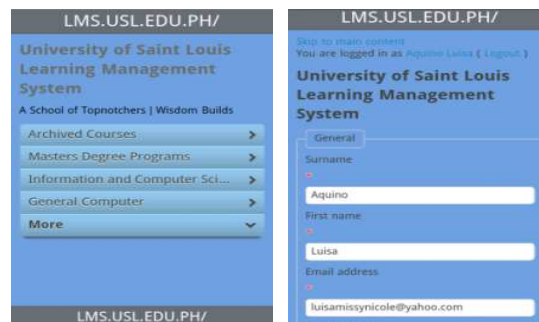 LMS.USL.EDU.PH/
University of Saint Louis
Learning Management
System
A School of Topnotchers | Wisdom Builds
Archived Courses
Masters Degree Programs
Information and Computer Sci...
General Computer
More
LMS.USL.EDU.PH/
LMS.USL.EDU.PH/
Skip to main content
You are logged in as Aquino Luisa ( Logout )
University of Saint Louis
Learning Management
System
General
Surname
Aquino
First name
Luisa
Email address
luisamissynicole@yahoo.com